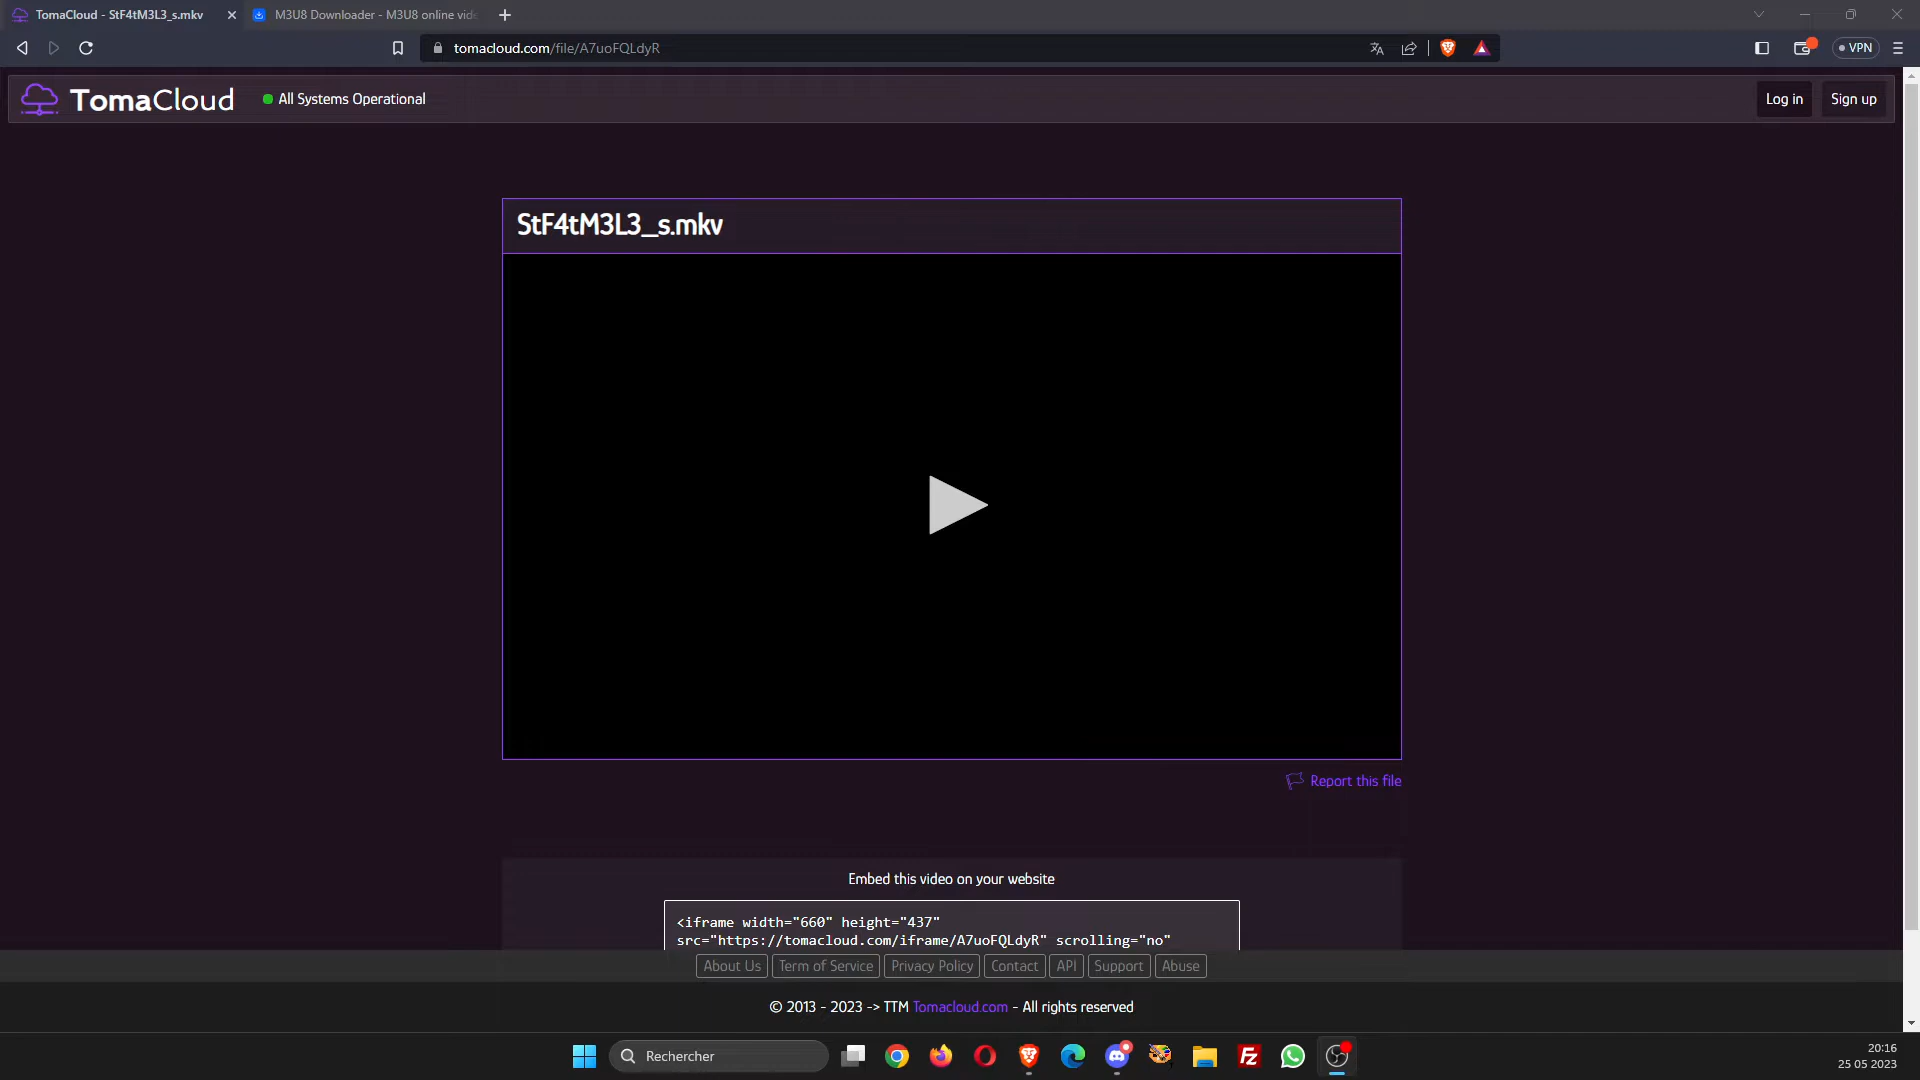 TomaCloud - StF4tM3L3_s.mkv
M3U8 Downloader - M3U8 online vide
tomacloud.com/file/A7uoFQLdyR
VPN
TomaCloud
All Systems Operational
Log in
Sign up
StF4tM3L3_s.mkv
Report this file
Embed this video on your website
<iframe width="660" height="437"
src="https://tomacloud.com/iframe/A7uoFQLdyR" scrolling="no"
About Us
Term of Service
Privacy Policy
Contact
API
Support
Abuse
© 2013 - 2023 -> TTM Tomacloud.com - All rights reserved
Rechercher
20:16
25 05 2023